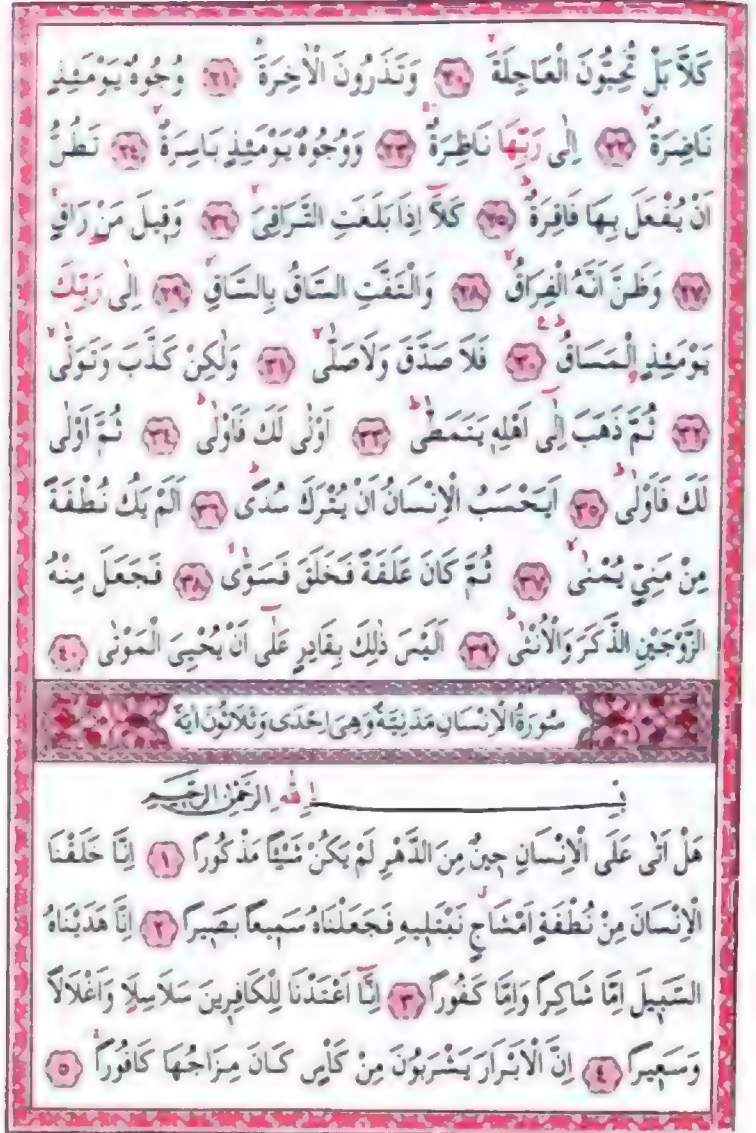 كَلَّا بَلْ تُحِبُّونَ الْعَاجِلَةَۙ ﴿٢٠﴾ وَتَذَرُونَ الْاٰخِرَةَۜ ﴿٢١﴾ وُجُوهٌ يَوْمَئِذٍ
نَاضِرَةٌۙ ﴿٢٢﴾ اِلٰى رَبِّهَا نَاظِرَةٌۚ ﴿٢٣﴾ وَوُجُوهٌ يَوْمَئِذٍ بَاسِرَةٌۙ ﴿٢٤﴾ تَظُنُّ
اَنْ يُفْعَلَ بِهَا فَاقِرَةٌۜ ﴿٢٥﴾ كَلَّٓا اِذَا بَلَغَتِ التَّرَاقِيَۙ ﴿٢٦﴾ وَقِيلَ مَنْ رَاقٍۙ
﴿٢٧﴾ وَظَنَّ اَنَّهُ الْفِرَاقُۙ ﴿٢٨﴾ وَالْتَفَّتِ السَّاقُ بِالسَّاقِۙ ﴿٢٩﴾ اِلٰى رَبِّكَ
يَوْمَئِذٍ الْمَسَاقُۜ ﴿٣٠﴾ فَلَا صَدَّقَ وَلَا صَلّٰىۙ ﴿٣١﴾ وَلٰكِنْ كَذَّبَ وَتَوَلّٰىۙ
﴿٣٢﴾ ثُمَّ ذَهَبَ اِلٰٓى اَهْلِهٖ يَتَمَطّٰىۜ ﴿٣٣﴾ اَوْلٰى لَكَ فَاَوْلٰىۙ ﴿٣٤﴾ ثُمَّ اَوْلٰى
لَكَ فَاَوْلٰىۜ ﴿٣٥﴾ اَيَحْسَبُ الْاِنْسَانُ اَنْ يُتْرَكَ سُدًىۜ ﴿٣٦﴾ اَلَمْ يَكُ نُطْفَةً
مِنْ مَنِيٍّ يُمْنٰىۙ ﴿٣٧﴾ ثُمَّ كَانَ عَلَقَةً فَخَلَقَ فَسَوّٰىۙ ﴿٣٨﴾ فَجَعَلَ مِنْهُ
الزَّوْجَيْنِ الذَّكَرَ وَالْاُنْثٰىۜ ﴿٣٩﴾ اَلَيْسَ ذٰلِكَ بِقَادِرٍ عَلٰٓى اَنْ يُحْيِيَ الْمَوْتٰى ﴿٤٠﴾
سُورَةُ الْاِنْسَانِ مَدَنِيَّةٌ وَهِيَ اِحْدٰى وَثَلَاثُونَ اٰيَةً
بِسْمِ اللّٰهِ الرَّحْمٰنِ الرَّحِيمِ
هَلْ اَتٰى عَلَى الْاِنْسَانِ حِينٌ مِنَ الدَّهْرِ لَمْ يَكُنْ شَيْـًٔا مَذْكُورًا ﴿١﴾ اِنَّا خَلَقْنَا
الْاِنْسَانَ مِنْ نُطْفَةٍ اَمْشَاجٍۗ نَبْتَلِيهِ فَجَعَلْنَاهُ سَمِيعًا بَصِيرًا ﴿٢﴾ اِنَّا هَدَيْنَاهُ
السَّبِيلَ اِمَّا شَاكِرًا وَاِمَّا كَفُورًا ﴿٣﴾ اِنَّٓا اَعْتَدْنَا لِلْكَافِرِينَ سَلَاسِلَا۬ وَاَغْلَالًا
وَسَعِيرًا ﴿٤﴾ اِنَّ الْاَبْرَارَ يَشْرَبُونَ مِنْ كَأْسٍ كَانَ مِزَاجُهَا كَافُورًاۚ ﴿٥﴾